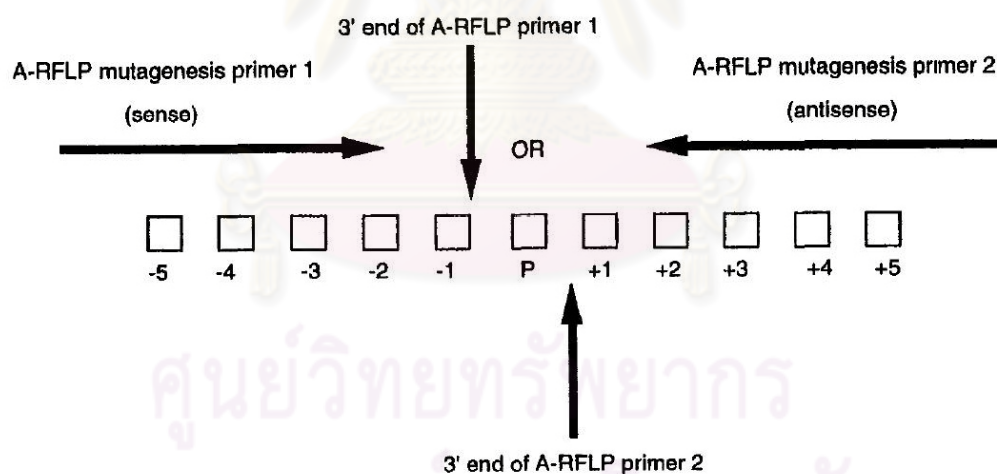 3' end of A-RFLP primer 1
A-RFLP mutagenesis primer 1
(sense)
A-RFLP mutagenesis primer 2
(antisense)
OR
-5 -4 -3 -2 -1 P +1 +2 +3 +4 +5
ศูนย์วิทยทรัพยากร
3' end of A-RFLP primer 2